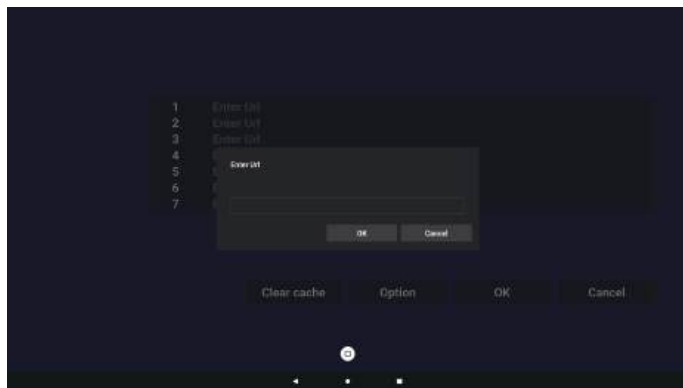 1 Enter Url
2 Enter Url
3 Enter Url
4
5
6
7
Enter Url
OK Cancel
Clear cache Option OK Cancel